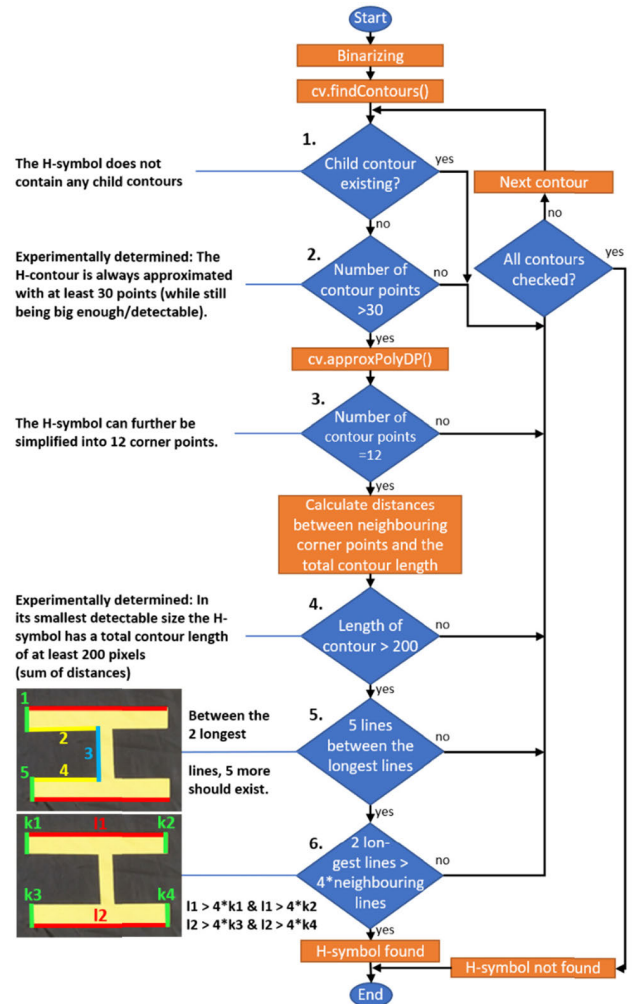 Start
Binarizing
cv.findContours()
1.
Child contour
existing?
yes
no
The H-symbol does not
contain any child contours
Next contour
no
All contours
checked?
yes
2.
Number of
contour points
>30
no
yes
Experimentally determined: The
H-contour is always approximated
with at least 30 points (while still
being big enough/detectable).
cv.approxPolyDP()
3.
Number of
contour points
=12
no
yes
The H-symbol can further be
simplified into 12 corner points.
Calculate distances
between neighbouring
corner points and the
total contour length
4.
Length of
contour > 200
no
yes
Experimentally determined: In
its smallest detectable size the H-
symbol has a total contour length
of at least 200 pixels
(sum of distances)
1
2
3
4
5
Between the
2 longest
lines, 5 more
should exist.
5.
5 lines
between the
longest lines
no
yes
k1
l1
k2
k3
l2
k4
6.
2 lon-
gest lines >
4*neighbouring
lines
no
yes
l1 > 4*k1 & l1 > 4*k2
l2 > 4*k3 & l2 > 4*k4
H-symbol found
H-symbol not found
End